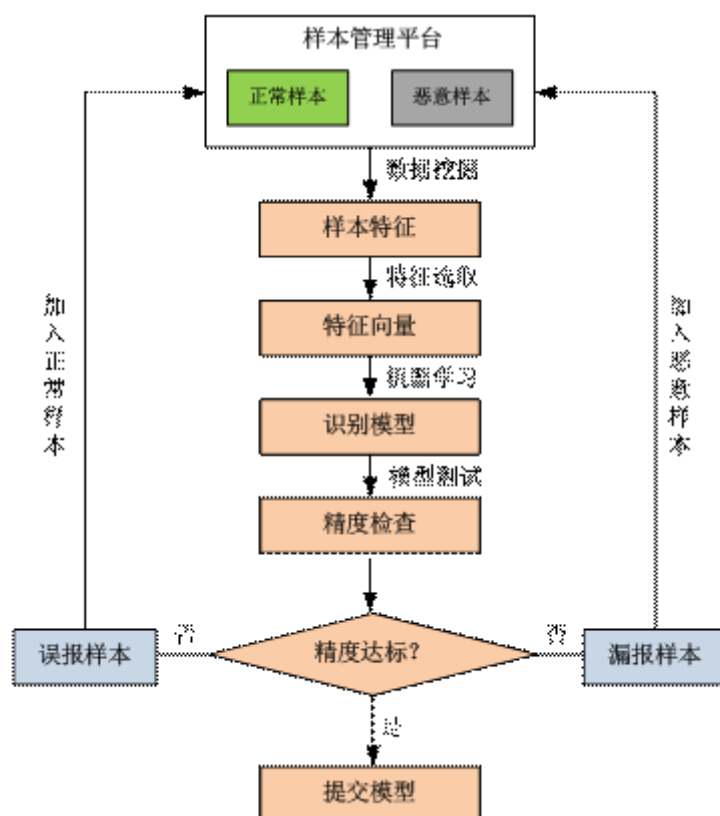 样本管理平台
正常样本
恶意样本
数据挖掘
样本特征
特征选取
特征向量
机器学习
识别模型
模型测试
精度检查
加入正常样本
加入恶意样本
否
精度达标？
否
误报样本
漏报样本
是
提交模型